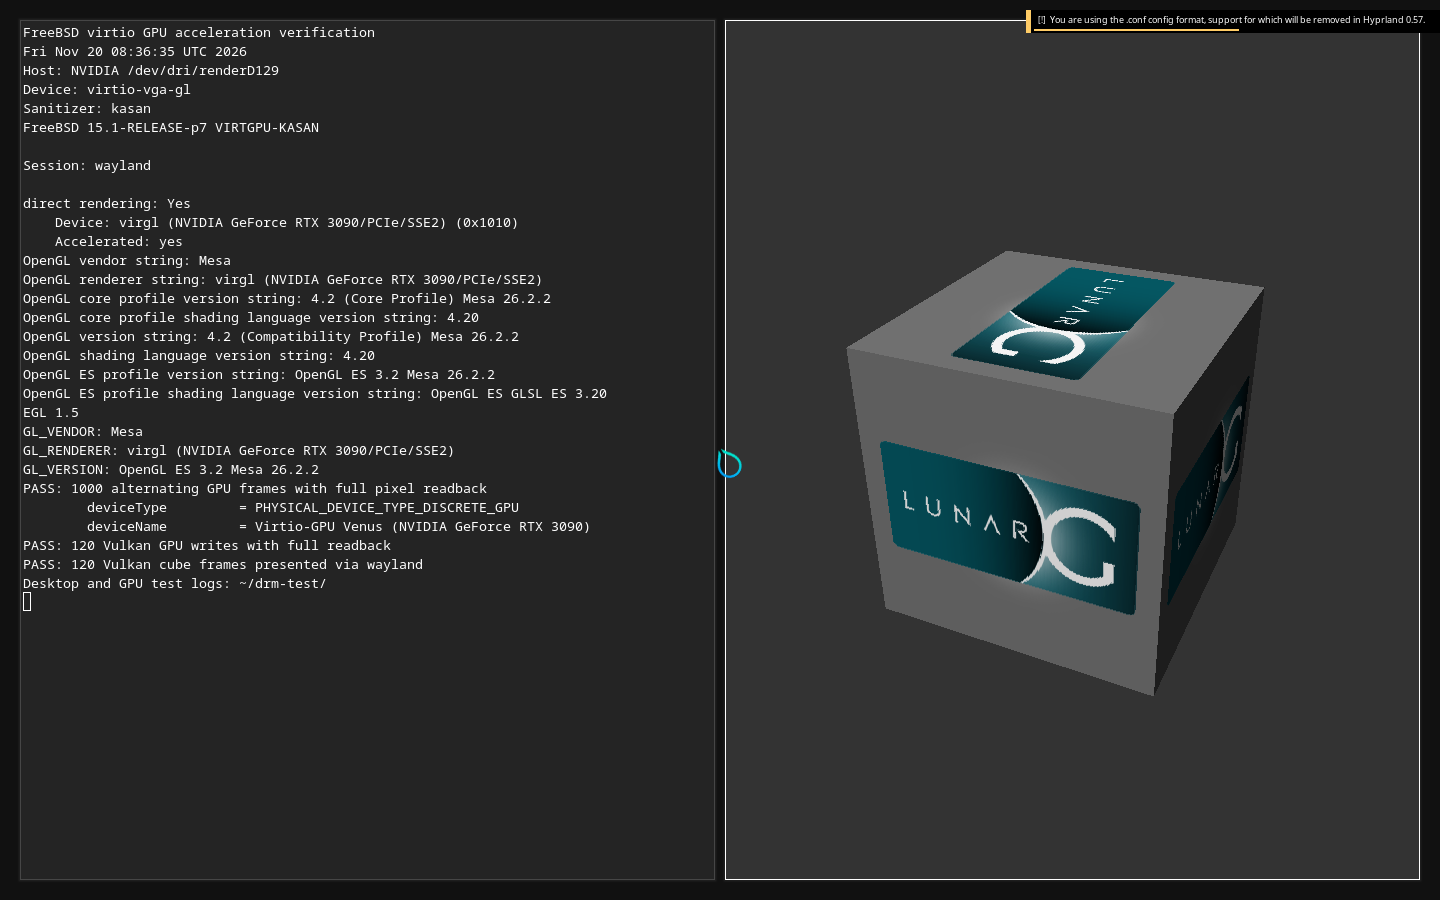 [!] You are using the .conf config format, support for which will be removed in Hyprland 0.57.
FreeBSD virtio GPU acceleration verification
Fri Nov 20 08:36:35 UTC 2026
Host: NVIDIA /dev/dri/renderD129
Device: virtio-vga-gl
Sanitizer: kasan
FreeBSD 15.1-RELEASE-p7 VIRTGPU-KASAN
Session: wayland
direct rendering: Yes
Device: virgl (NVIDIA GeForce RTX 3090/PCIe/SSE2) (0x1010)
Accelerated: yes
OpenGL vendor string: Mesa
OpenGL renderer string: virgl (NVIDIA GeForce RTX 3090/PCIe/SSE2)
OpenGL core profile version string: 4.2 (Core Profile) Mesa 26.2.2
OpenGL core profile shading language version string: 4.20
OpenGL version string: 4.2 (Compatibility Profile) Mesa 26.2.2
OpenGL shading language version string: 4.20
OpenGL ES profile version string: OpenGL ES 3.2 Mesa 26.2.2
OpenGL ES profile shading language version string: OpenGL ES GLSL ES 3.20
EGL 1.5
GL_VENDOR: Mesa
GL_RENDERER: virgl (NVIDIA GeForce RTX 3090/PCIe/SSE2)
GL_VERSION: OpenGL ES 3.2 Mesa 26.2.2
PASS: 1000 alternating GPU frames with full pixel readback
deviceType = PHYSICAL_DEVICE_TYPE_DISCRETE_GPU
deviceName = Virtio-GPU Venus (NVIDIA GeForce RTX 3090)
PASS: 120 Vulkan GPU writes with full readback
PASS: 120 Vulkan cube frames presented via wayland
Desktop and GPU test logs: ~/drm-test/
LUNAR G
LUNAR G
LUNAR G